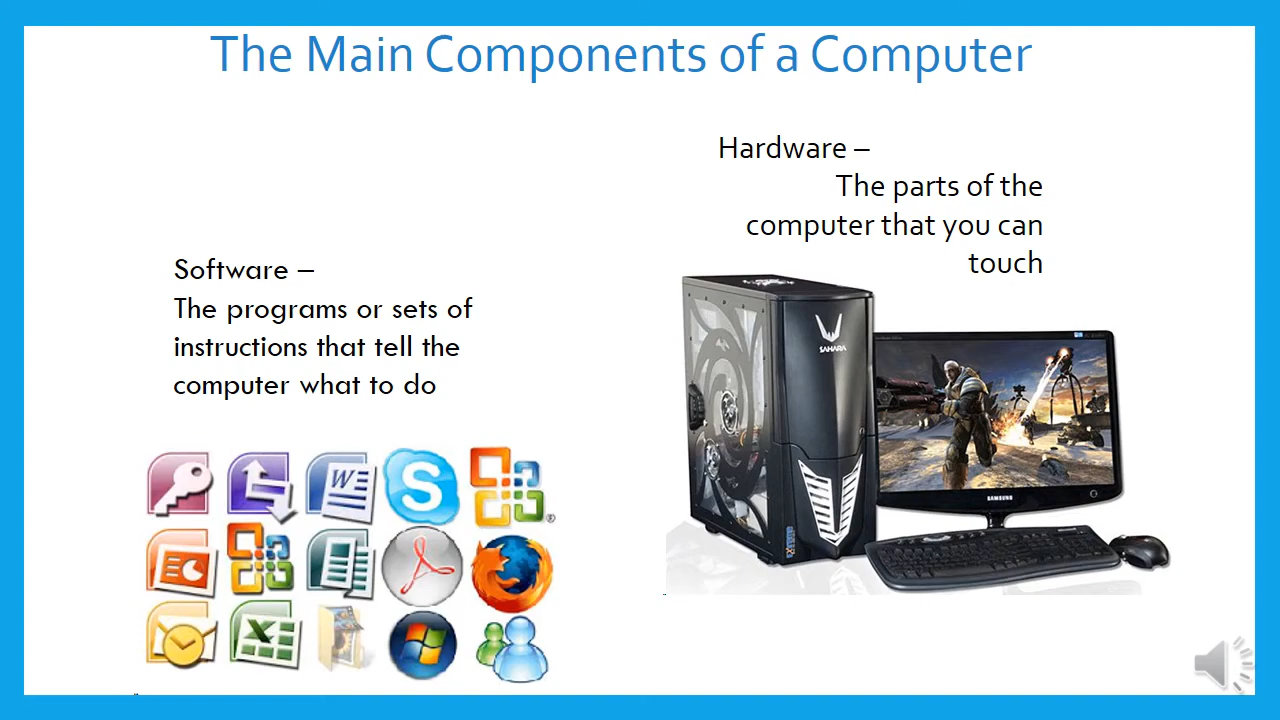 The Main Components of a Computer
Hardware –
The parts of the
computer that you can
touch
Software –
The programs or sets of
instructions that tell the
computer what to do
SAHARA
SAMSUNG